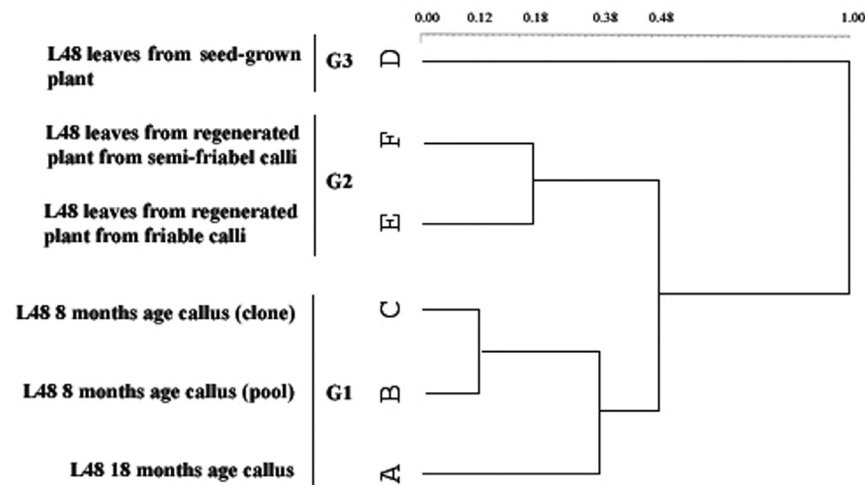 0.00 0.12 0.18 0.38 0.48 1.00
L48 leaves from seed-grown
plant
G3
D
L48 leaves from regenerated
plant from semi-friabel calli
F
G2
L48 leaves from regenerated
plant from friable calli
E
L48 8 months age callus (clone)
C
L48 8 months age callus (pool)
G1
B
L48 18 months age callus
A